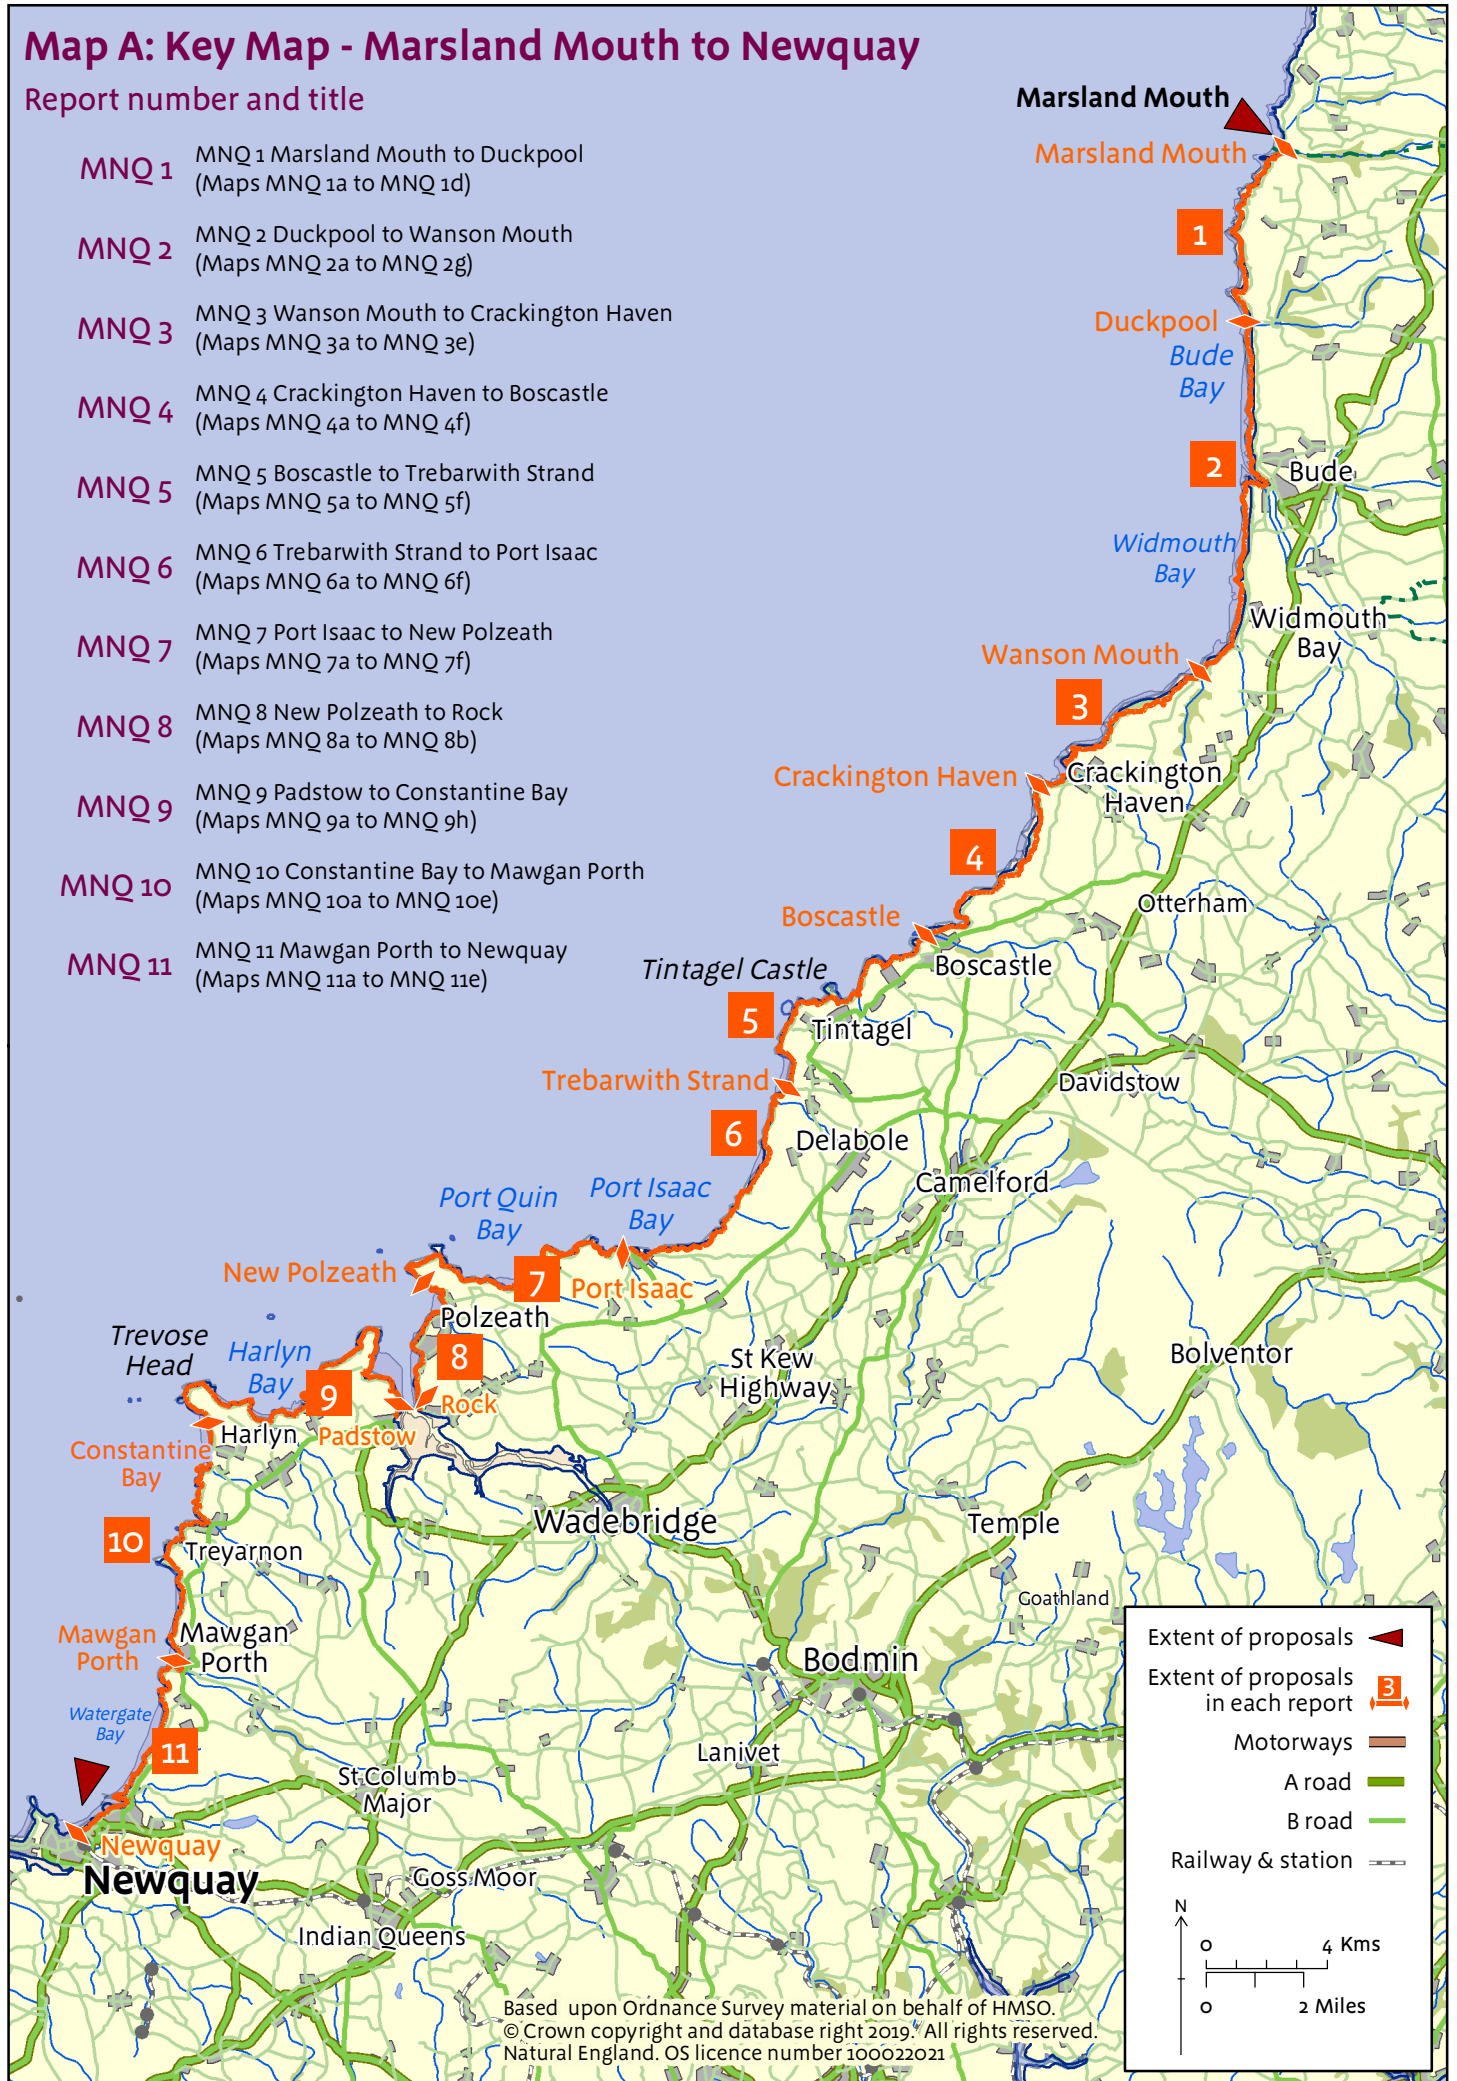 Map A: Key Map - Marsland Mouth to Newquay
Report number and title
MNQ 1
MNQ 1 Marsland Mouth to Duckpool
(Maps MNQ 1a to MNQ 1d)
MNQ 2
MNQ 2 Duckpool to Wanson Mouth
(Maps MNQ 2a to MNQ 2g)
MNQ 3
MNQ 3 Wanson Mouth to Crackington Haven
(Maps MNQ 3a to MNQ 3e)
MNQ 4
MNQ 4 Crackington Haven to Boscastle
(Maps MNQ 4a to MNQ 4f)
MNQ 5
MNQ 5 Boscastle to Trebarwith Strand
(Maps MNQ 5a to MNQ 5f)
MNQ 6
MNQ 6 Trebarwith Strand to Port Isaac
(Maps MNQ 6a to MNQ 6f)
MNQ 7
MNQ 7 Port Isaac to New Polzeath
(Maps MNQ 7a to MNQ 7f)
MNQ 8
MNQ 8 New Polzeath to Rock
(Maps MNQ 8a to MNQ 8b)
MNQ 9
MNQ 9 Padstow to Constantine Bay
(Maps MNQ 9a to MNQ 9h)
MNQ 10
MNQ 10 Constantine Bay to Mawgan Porth
(Maps MNQ 10a to MNQ 10e)
MNQ 11
MNQ 11 Mawgan Porth to Newquay
(Maps MNQ 11a to MNQ 11e)
Marsland Mouth
Marsland Mouth
1
Duckpool
Bude
Bay
2
Bude
Widmouth
Bay
Widmouth
Bay
Wanson Mouth
3
Crackington Haven
Crackington
Haven
4
Otterham
Boscastle
Boscastle
Tintagel Castle
5
Tintagel
Trebarwith Strand
Davidstow
6
Delabole
Camelford
Port Quin
Bay
Port Isaac
Bay
New Polzeath
7
Port Isaac
Polzeath
Trevose
Head
Harlyn
Bay
8
St Kew
Highway
Bolventor
9
Rock
Harlyn
Padstow
Constantine
Bay
Wadebridge
Temple
10
Treyarnon
Goathland
Mawgan
Porth
Mawgan
Porth
Bodmin
Watergate
Bay
11
Lanivet
St Columb
Major
Newquay
Newquay
Goss Moor
Indian Queens
Extent of proposals
Extent of proposals
in each report
3
Motorways
A road
B road
Railway & station
N
0 4 Kms
0 2 Miles
Based upon Ordnance Survey material on behalf of HMSO.
© Crown copyright and database right 2019. All rights reserved.
Natural England. OS licence number 100022021